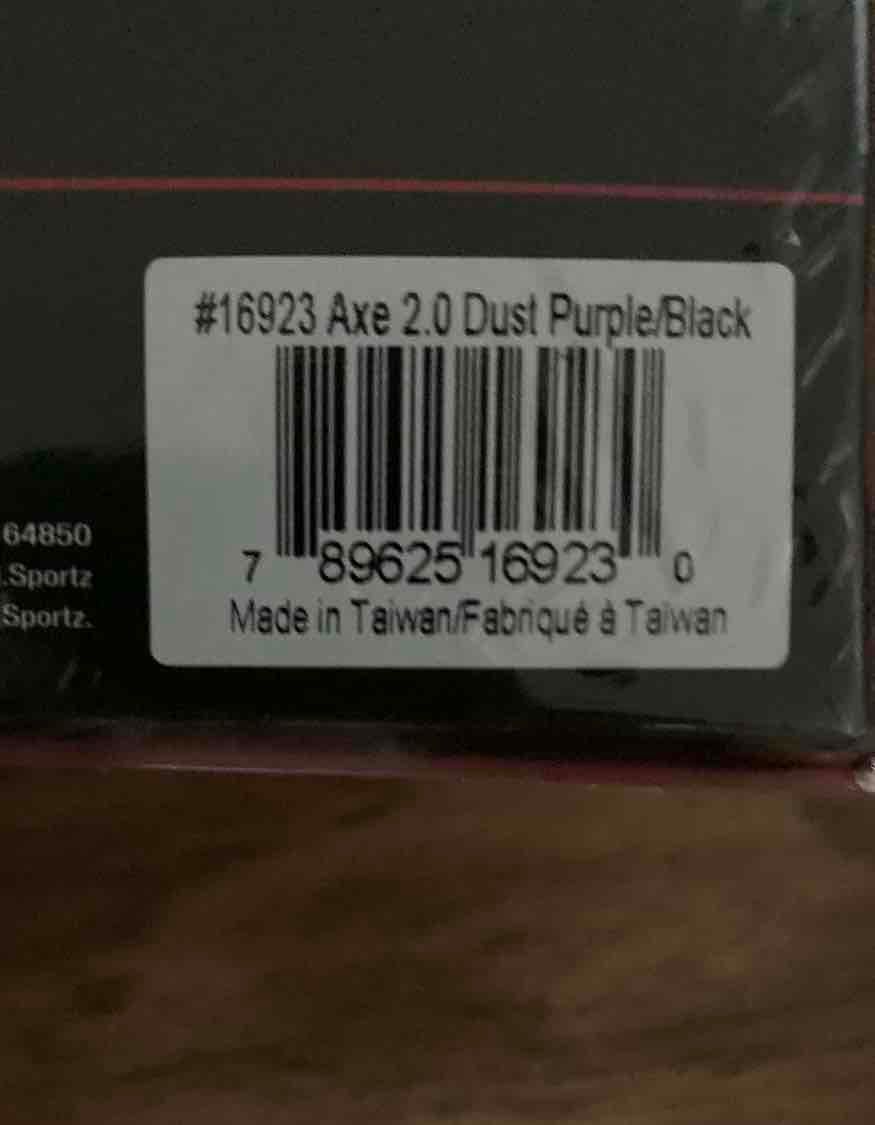 #16923 Axe 2.0 Dust Purple/Black
7 89625 16923 0
Made in Taiwan/Fabriqué à Taiwan
64850
.Sportz
Sportz.